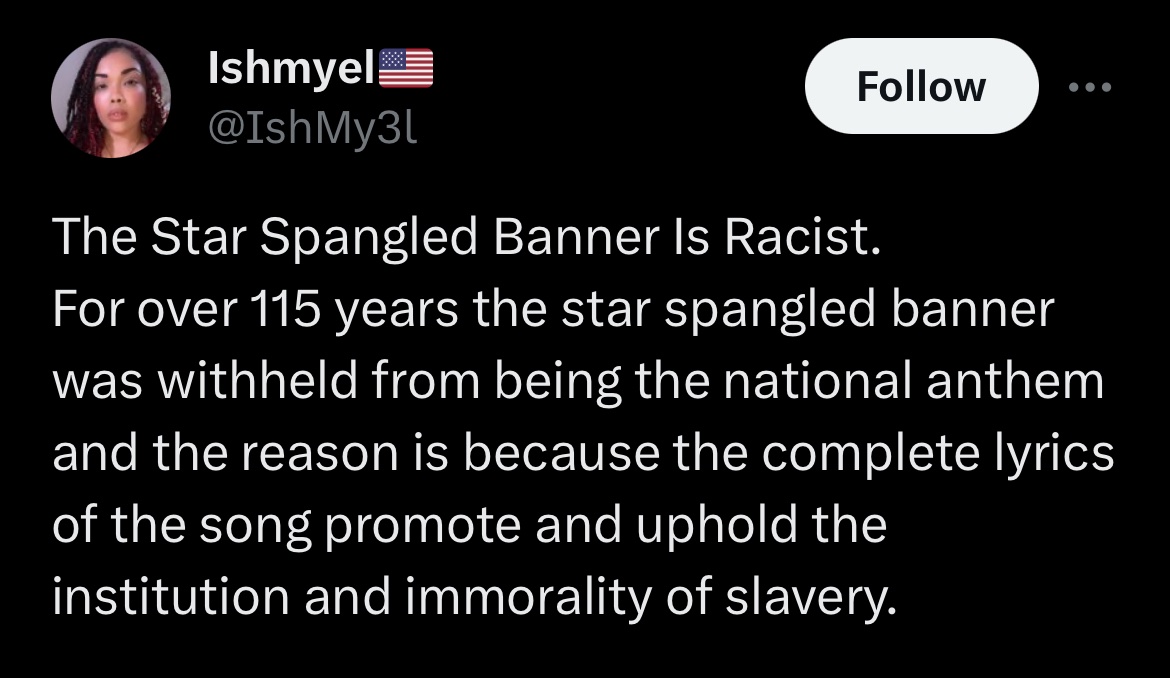 Ishmyel🇺🇸
@IshMy3l
Follow
The Star Spangled Banner Is Racist.
For over 115 years the star spangled banner
was withheld from being the national anthem
and the reason is because the complete lyrics
of the song promote and uphold the
institution and immorality of slavery.